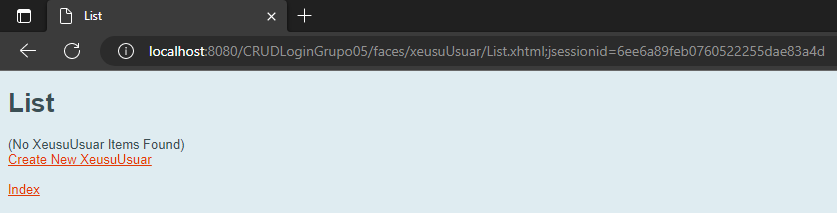 List
localhost:8080/CRUDLoginGrupo05/faces/xeusuUsuar/List.xhtml;jsessionid=6ee6a89feb0760522255dae83a4d
List
(No XeusuUsuar Items Found)
Create New XeusuUsuar
Index